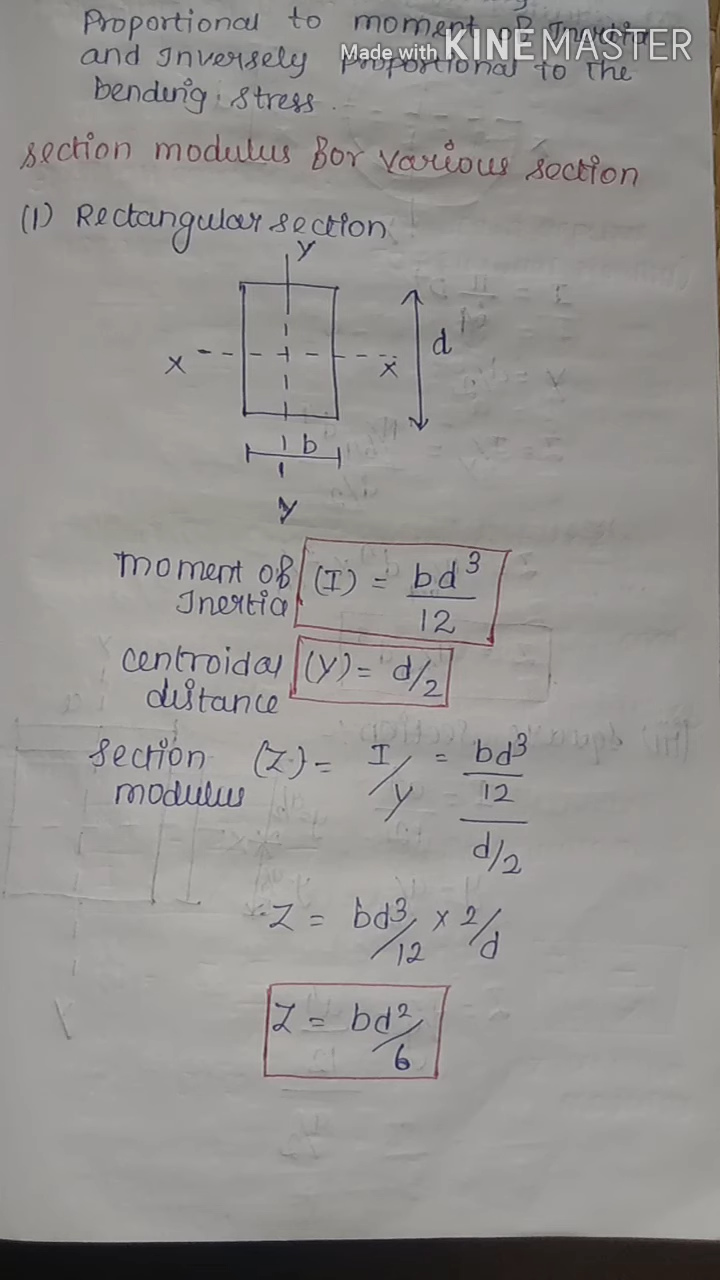 Proportional to moment of Inertia
Made with KINEMASTER
and Inversely proportional to The
bending stress.
section modulus for various section
(1) Rectangular section
y
x x d
b
y
moment of Inertia (I) = bd³/12
centroidal distance (y) = d/2
section modulus (Z) = I/y = bd³/12 / d/2
Z = bd³/12 × 2/d
Z = bd²/6